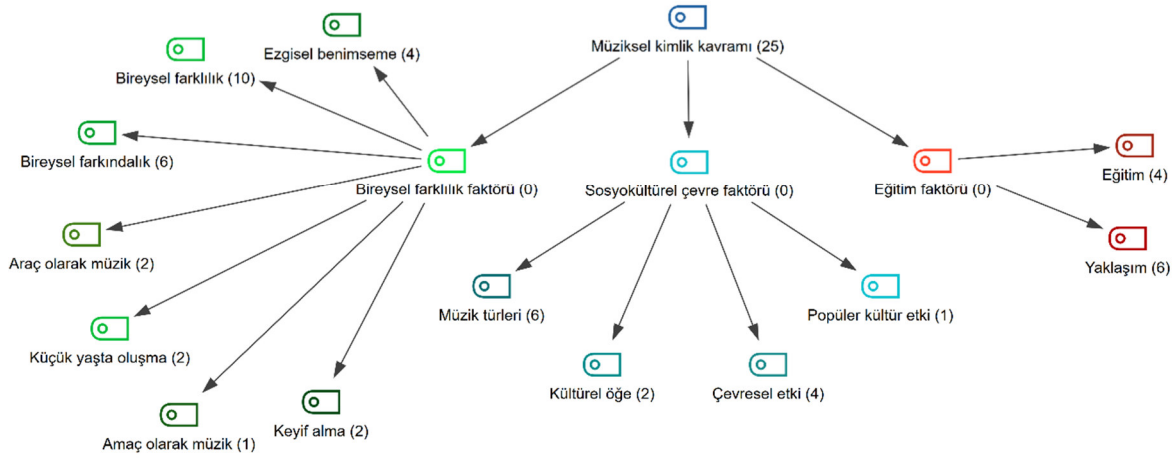 Müziksel kimlik kavramı (25)
Ezgisel benimseme (4)
Bireysel farklılık (10)
Bireysel farkındalık (6)
Bireysel farklılık faktörü (0)
Sosyokültürel çevre faktörü (0)
Eğitim faktörü (0)
Eğitim (4)
Araç olarak müzik (2)
Yaklaşım (6)
Müzik türleri (6)
Popüler kültür etki (1)
Küçük yaşta oluşma (2)
Kültürel öğe (2)
Çevresel etki (4)
Amaç olarak müzik (1)
Keyif alma (2)